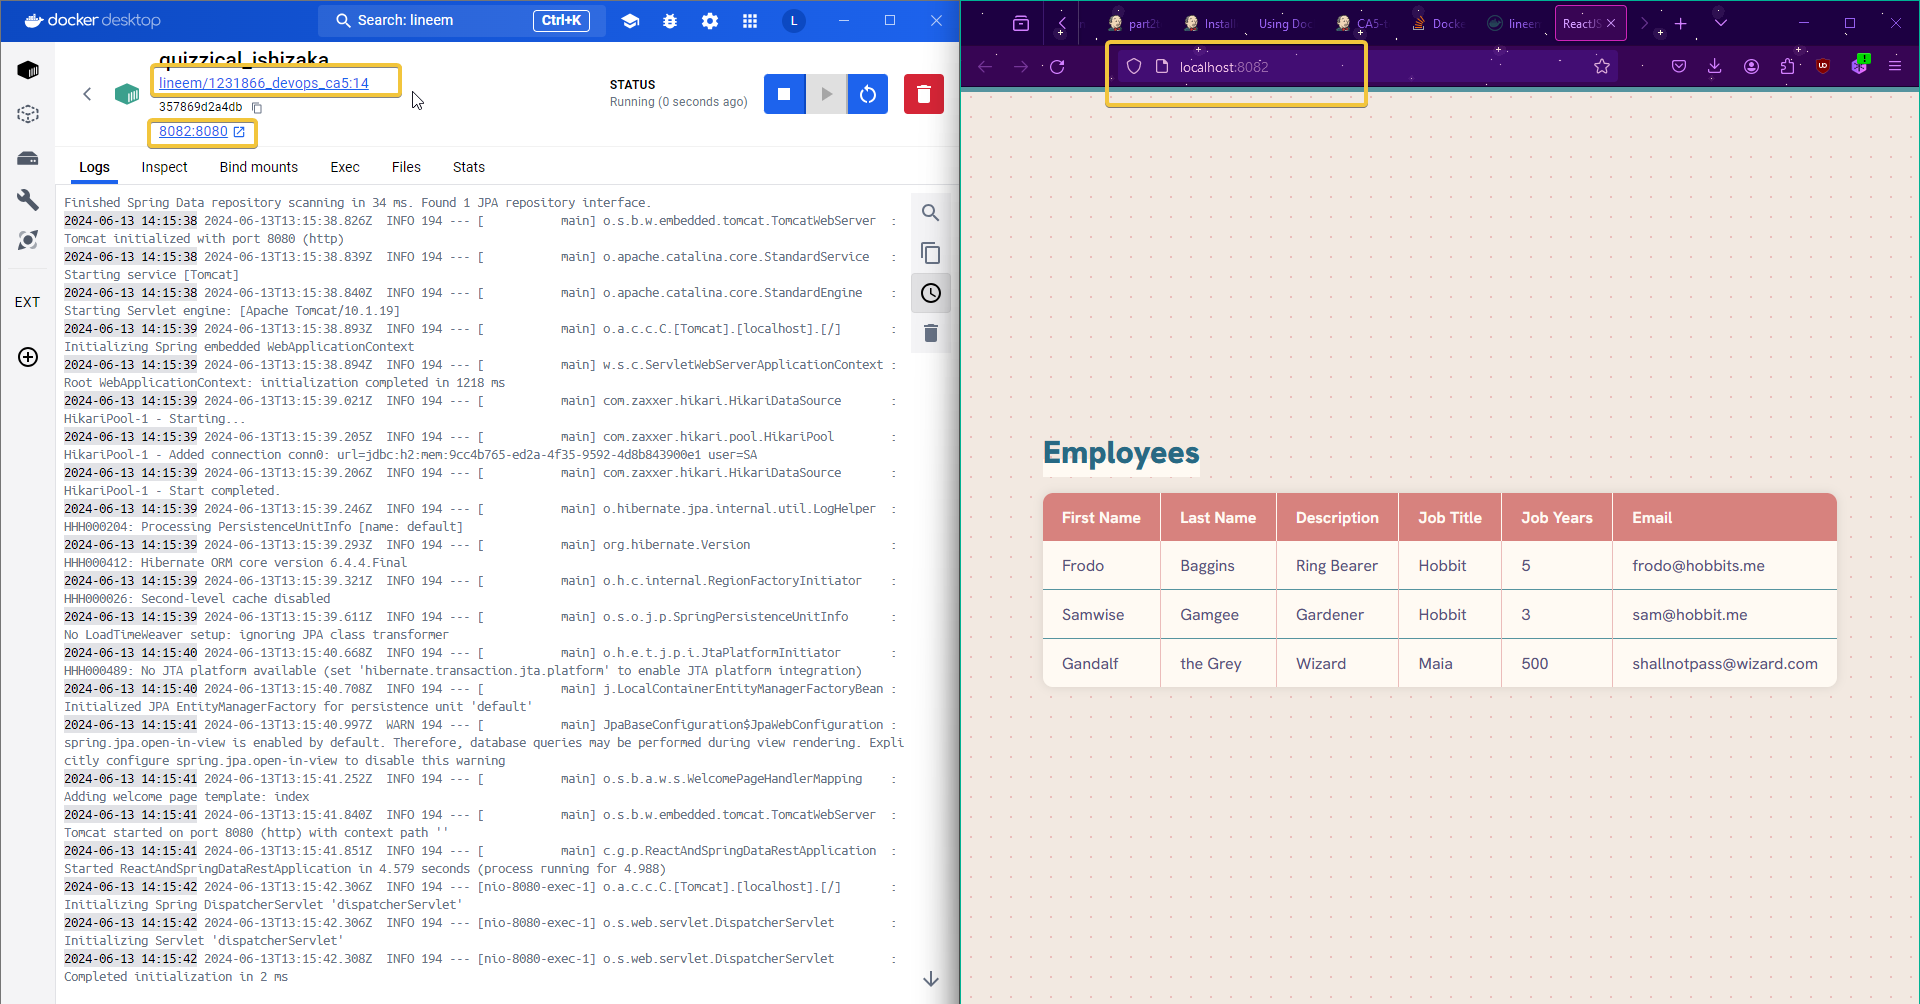 docker desktop
Search: lineem
Ctrl+K
L
quizzical_ishizaka
lineem/1231866_devops_ca5:14
357869d2a4db
8082:8080
STATUS
Running (0 seconds ago)
EXT
Logs
Inspect
Bind mounts
Exec
Files
Stats
Finished Spring Data repository scanning in 34 ms. Found 1 JPA repository interface.
2024-06-13 14:15:38 2024-06-13T13:15:38.826Z  INFO 194 --- [           main] o.s.b.w.embedded.tomcat.TomcatWebServer  :
Tomcat initialized with port 8080 (http)
2024-06-13 14:15:38 2024-06-13T13:15:38.839Z  INFO 194 --- [           main] o.apache.catalina.core.StandardService   :
Starting service [Tomcat]
2024-06-13 14:15:38 2024-06-13T13:15:38.840Z  INFO 194 --- [           main] o.apache.catalina.core.StandardEngine    :
Starting Servlet engine: [Apache Tomcat/10.1.19]
2024-06-13 14:15:39 2024-06-13T13:15:38.893Z  INFO 194 --- [           main] o.a.c.c.C.[Tomcat].[localhost].[/]       :
Initializing Spring embedded WebApplicationContext
2024-06-13 14:15:39 2024-06-13T13:15:38.894Z  INFO 194 --- [           main] w.s.c.ServletWebServerApplicationContext :
Root WebApplicationContext: initialization completed in 1218 ms
2024-06-13 14:15:39 2024-06-13T13:15:39.021Z  INFO 194 --- [           main] com.zaxxer.hikari.HikariDataSource       :
HikariPool-1 - Starting...
2024-06-13 14:15:39 2024-06-13T13:15:39.205Z  INFO 194 --- [           main] com.zaxxer.hikari.pool.HikariPool        :
HikariPool-1 - Added connection conn0: url=jdbc:h2:mem:9cc4b765-ed2a-4f35-9592-4d8b843900e1 user=SA
2024-06-13 14:15:39 2024-06-13T13:15:39.206Z  INFO 194 --- [           main] com.zaxxer.hikari.HikariDataSource       :
HikariPool-1 - Start completed.
2024-06-13 14:15:39 2024-06-13T13:15:39.246Z  INFO 194 --- [           main] o.hibernate.jpa.internal.util.LogHelper  :
HHH000204: Processing PersistenceUnitInfo [name: default]
2024-06-13 14:15:39 2024-06-13T13:15:39.293Z  INFO 194 --- [           main] org.hibernate.Version                    :
HHH000412: Hibernate ORM core version 6.4.4.Final
2024-06-13 14:15:39 2024-06-13T13:15:39.321Z  INFO 194 --- [           main] o.h.c.internal.RegionFactoryInitiator    :
HHH000026: Second-level cache disabled
2024-06-13 14:15:39 2024-06-13T13:15:39.611Z  INFO 194 --- [           main] o.s.o.j.p.SpringPersistenceUnitInfo      :
No LoadTimeWeaver setup: ignoring JPA class transformer
2024-06-13 14:15:40 2024-06-13T13:15:40.668Z  INFO 194 --- [           main] o.h.e.t.j.p.i.JtaPlatformInitiator       :
HHH000489: No JTA platform available (set 'hibernate.transaction.jta.platform' to enable JTA platform integration)
2024-06-13 14:15:40 2024-06-13T13:15:40.708Z  INFO 194 --- [           main] j.LocalContainerEntityManagerFactoryBean :
Initialized JPA EntityManagerFactory for persistence unit 'default'
2024-06-13 14:15:41 2024-06-13T13:15:40.997Z  WARN 194 --- [           main] JpaBaseConfiguration$JpaWebConfiguration :
spring.jpa.open-in-view is enabled by default. Therefore, database queries may be performed during view rendering. Expli
citly configure spring.jpa.open-in-view to disable this warning
2024-06-13 14:15:41 2024-06-13T13:15:41.252Z  INFO 194 --- [           main] o.s.b.a.w.s.WelcomePageHandlerMapping    :
Adding welcome page template: index
2024-06-13 14:15:41 2024-06-13T13:15:41.840Z  INFO 194 --- [           main] o.s.b.w.embedded.tomcat.TomcatWebServer  :
Tomcat started on port 8080 (http) with context path ''
2024-06-13 14:15:41 2024-06-13T13:15:41.851Z  INFO 194 --- [           main] c.g.p.ReactAndSpringDataRestApplication  :
Started ReactAndSpringDataRestApplication in 4.579 seconds (process running for 4.988)
2024-06-13 14:15:42 2024-06-13T13:15:42.306Z  INFO 194 --- [nio-8080-exec-1] o.a.c.c.C.[Tomcat].[localhost].[/]       :
Initializing Spring DispatcherServlet 'dispatcherServlet'
2024-06-13 14:15:42 2024-06-13T13:15:42.306Z  INFO 194 --- [nio-8080-exec-1] o.s.web.servlet.DispatcherServlet        :
Initializing Servlet 'dispatcherServlet'
2024-06-13 14:15:42 2024-06-13T13:15:42.308Z  INFO 194 --- [nio-8080-exec-1] o.s.web.servlet.DispatcherServlet        :
Completed initialization in 2 ms
part2
Install
Using Do
CA5-
Docke
lineem
ReactJS
localhost:8082
Employees
First Name Last Name Description Job Title Job Years Email
Frodo Baggins Ring Bearer Hobbit 5 frodo@hobbits.me
Samwise Gamgee Gardener Hobbit 3 sam@hobbit.me
Gandalf the Grey Wizard Maia 500 shallnotpass@wizard.com